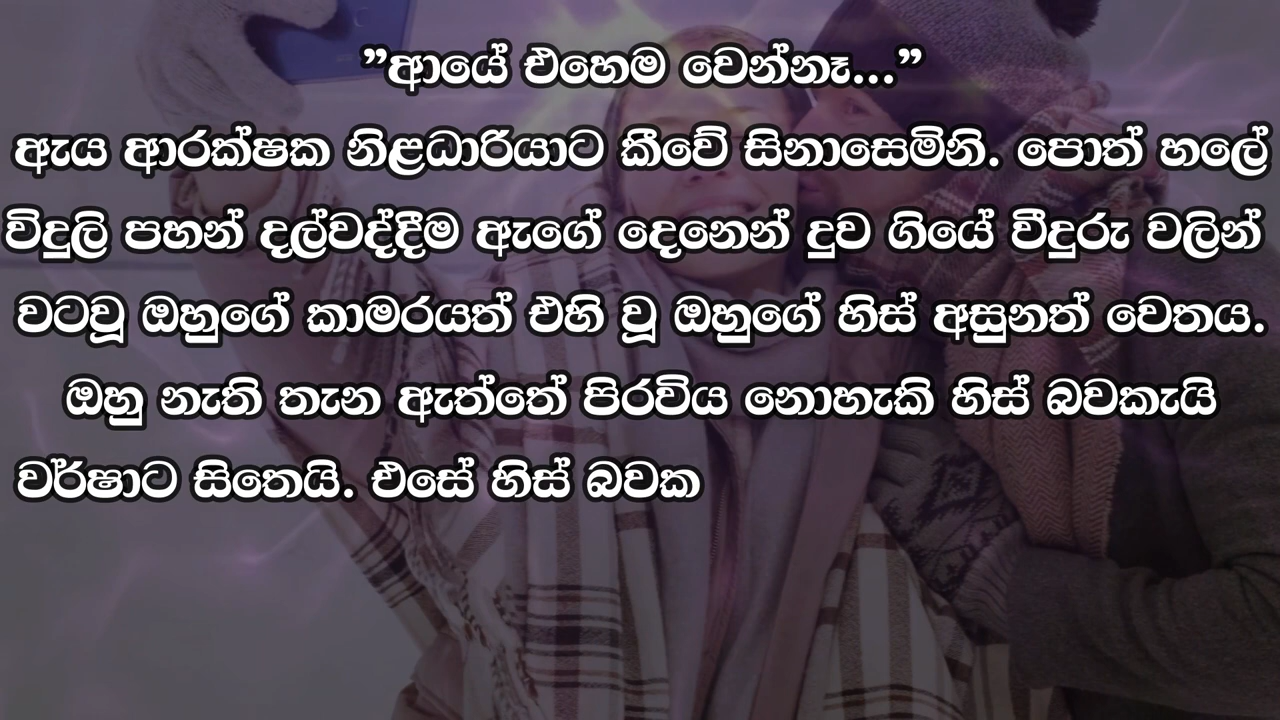 ”ආයේ එහෙම වෙන්නෑ...”
ඇය ආරක්ෂක නිළධාරියාට කීවේ සිනාසෙමිනි. පොත් හලේ
විදුලි පහන් දල්වද්දීම ඇගේ දෙනෙන් දුව ගියේ වීදුරු වලින්
වටවූ ඔහුගේ කාමරයත් එහි වූ ඔහුගේ හිස් අසුනත් වෙතය.
ඔහු නැති තැන ඇත්තේ පිරවිය නොහැකි හිස් බවකැයි
වර්ෂාට සිතෙයි. එසේ හිස් බවක